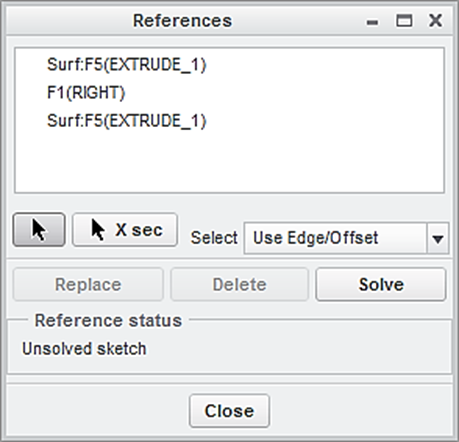 References
Surf:F5(EXTRUDE_1)
F1(RIGHT)
Surf:F5(EXTRUDE_1)
X sec
Select Use Edge/Offset
Replace Delete Solve
Reference status
Unsolved sketch
Close